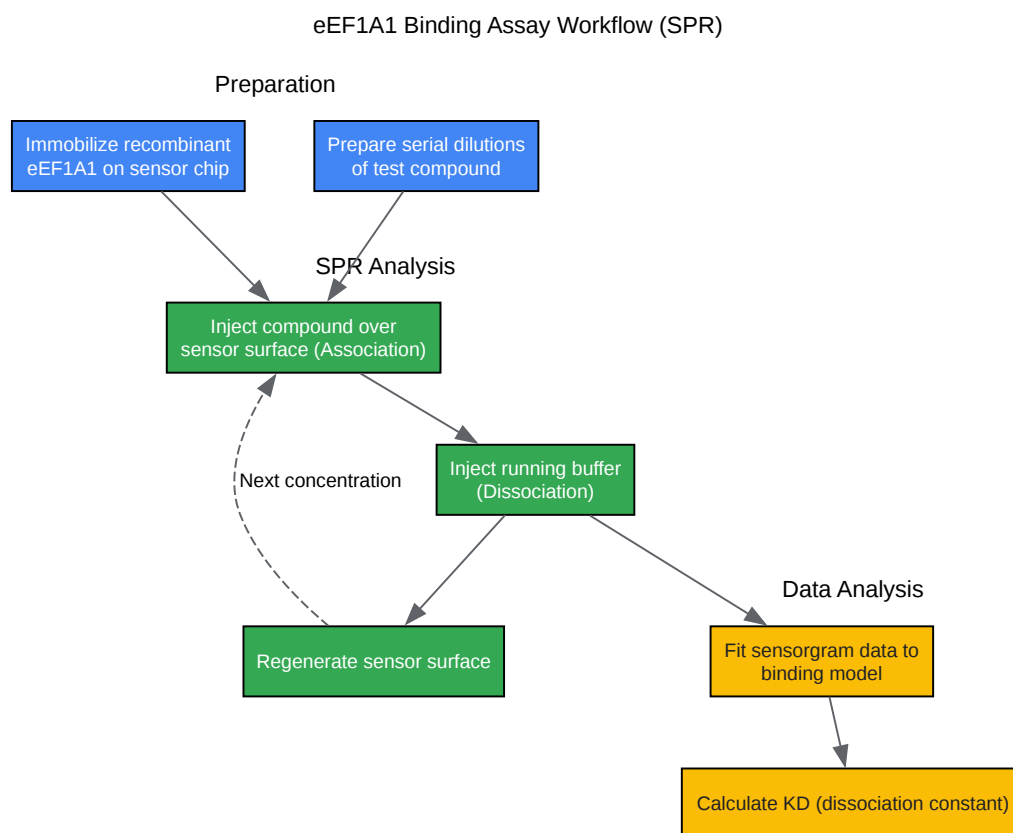 eEF1A1 Binding Assay Workflow (SPR)
Preparation
Immobilize recombinant
eEF1A1 on sensor chip
Prepare serial dilutions
of test compound
SPR Analysis
Inject compound over
sensor surface (Association)
Inject running buffer
(Dissociation)
Next concentration
Regenerate sensor surface
Data Analysis
Fit sensorgram data to
binding model
Calculate KD (dissociation constant)